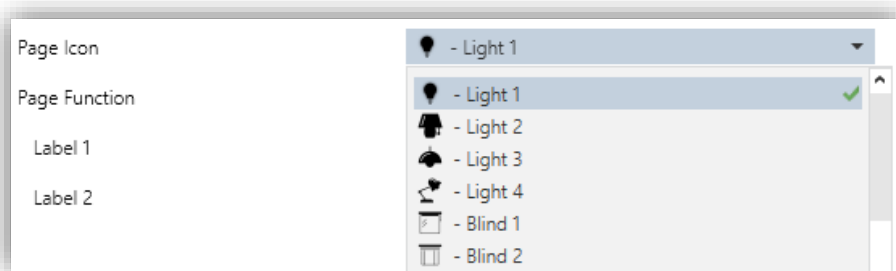 Page Icon - Light 1
Page Function - Light 1
- Light 2
Label 1 - Light 3
Label 2 - Light 4
- Blind 1
- Blind 2